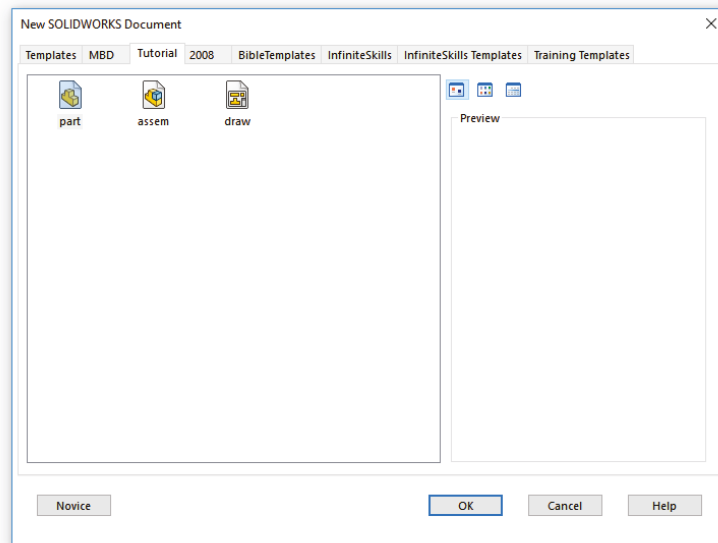 New SOLIDWORKS Document
Templates MBD Tutorial 2008 BibleTemplates InfiniteSkills InfiniteSkills Templates Training Templates
part assem draw
Preview
Novice OK Cancel Help